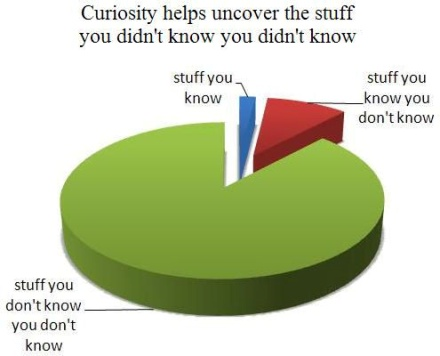 Curiosity helps uncover the stuff
you didn't know you didn't know
stuff you
know
stuff you
know you
don't know
stuff you
don't know
you don't
know